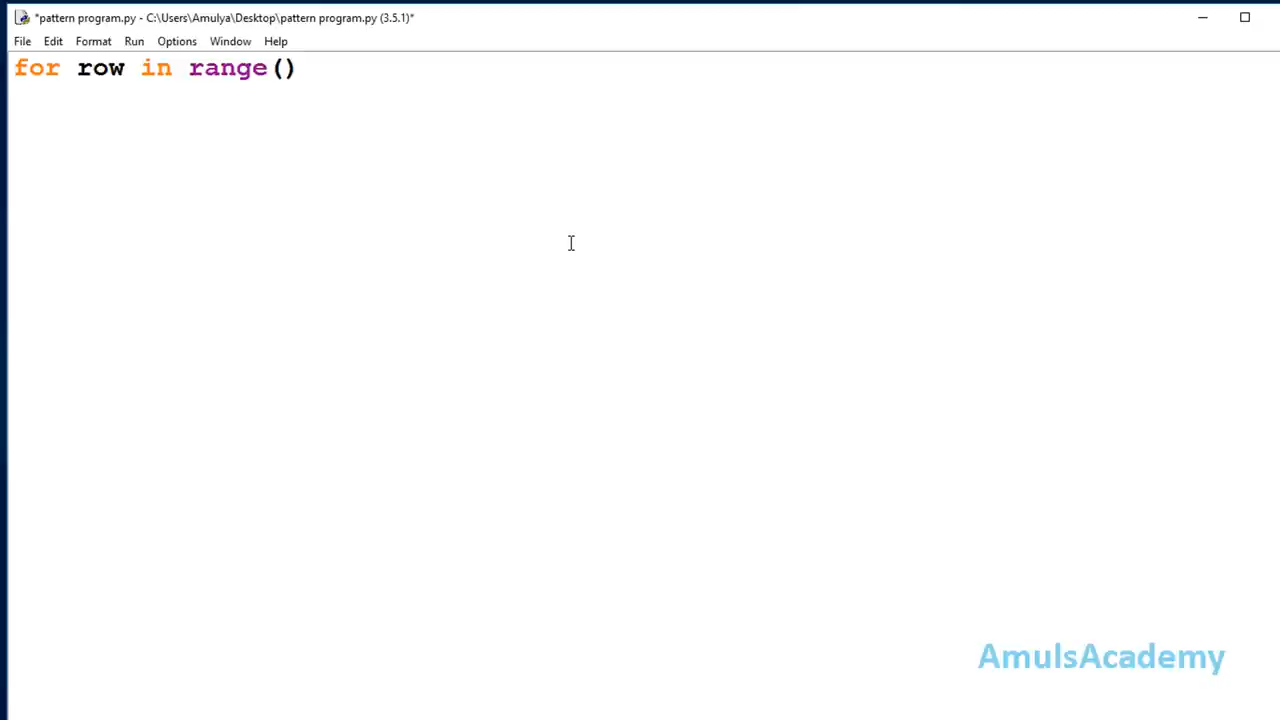 *pattern program.py - C:\Users\Amulya\Desktop\pattern program.py (3.5.1)*
File Edit Format Run Options Window Help
for row in range()
AmulsAcademy